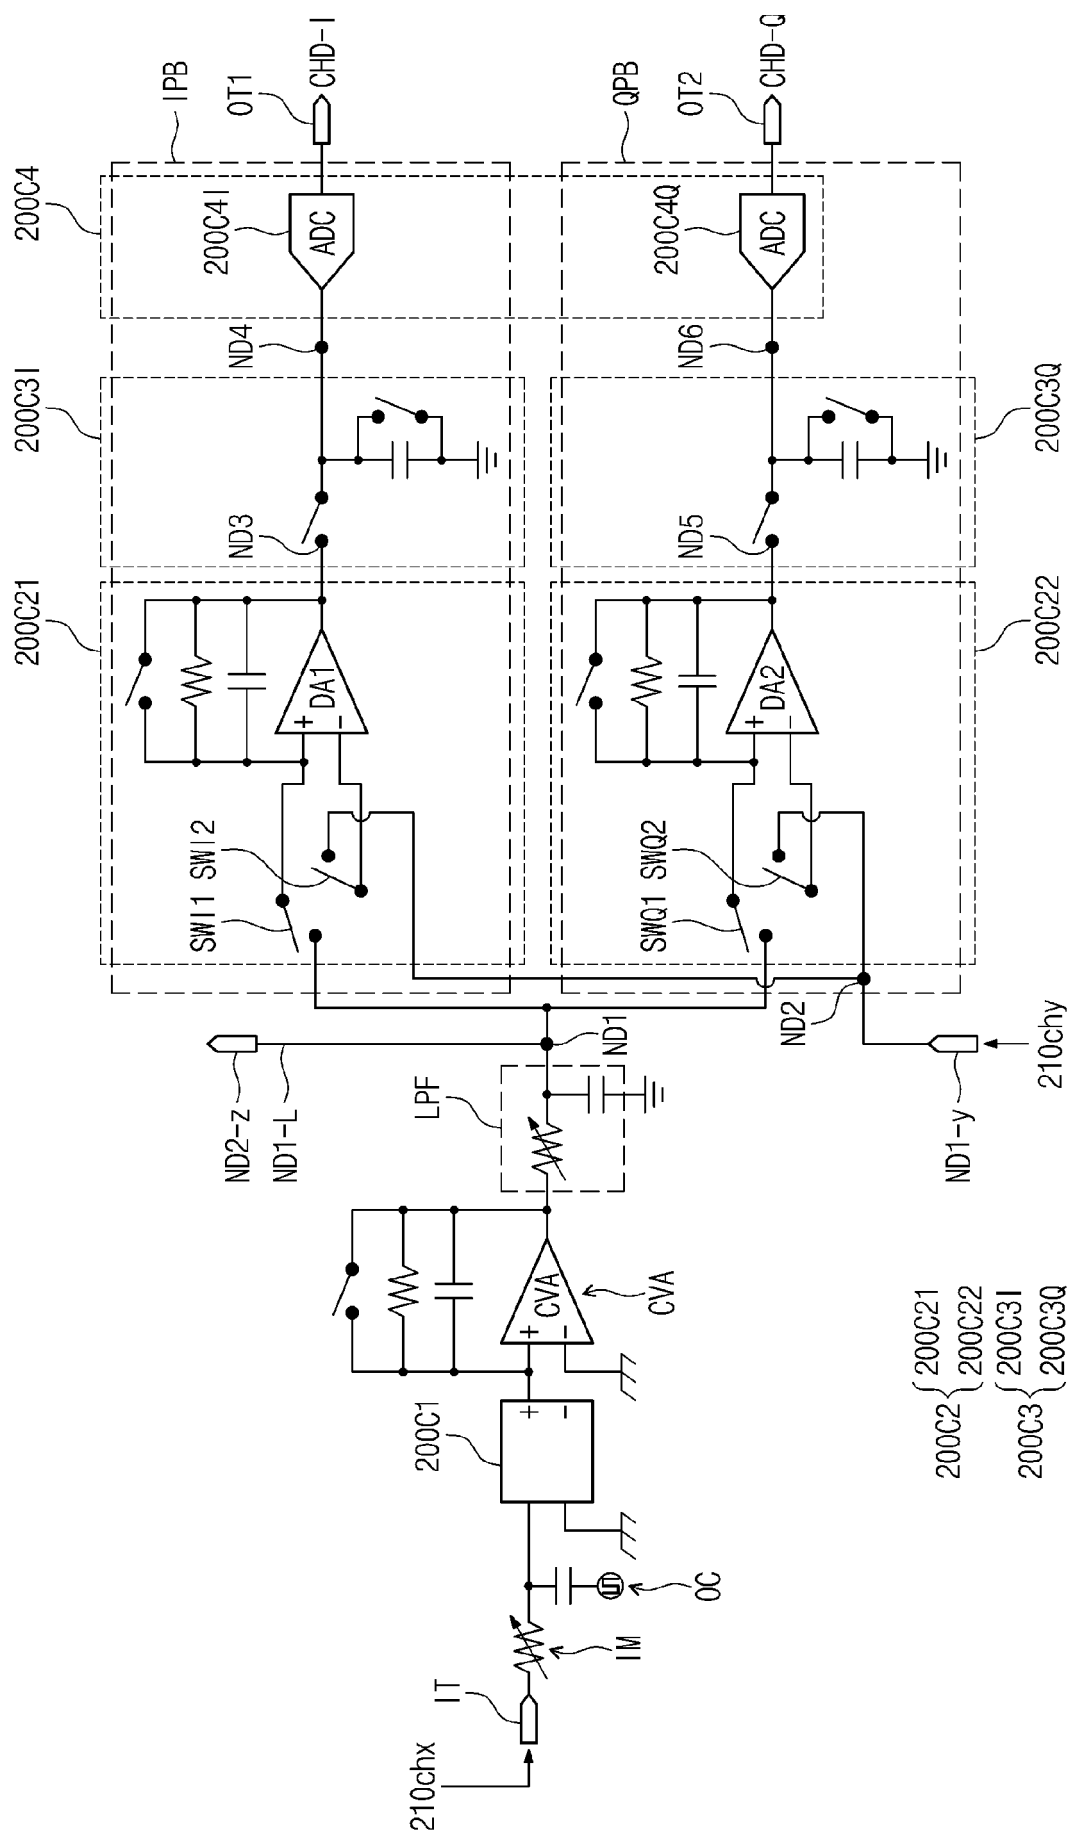 200C4
IPB
OT1
CHD-I
200C4I
ADC
ND4
200C3I
ND3
200C21
DA1
+
−
SWI1
SWI2
QPB
OT2
CHD-Q
200C4Q
ADC
ND6
200C3Q
ND5
200C22
DA2
+
−
SWQ1
SWQ2
ND2
ND1
ND2-z
ND1-L
ND1-y
210chy
LPF
CVA
+
−
CVA
200C1
+
−
OC
IM
IT
210chx
200C2 { 200C21
200C22
200C3 { 200C3I
200C3Q